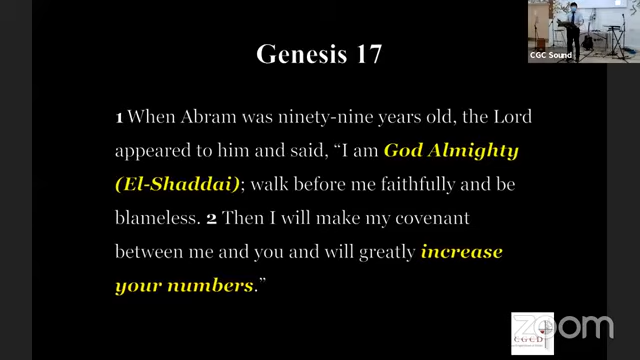 Genesis 17
1 When Abram was ninety-nine years old, the Lord
appeared to him and said, “I am God Almighty
(El-Shaddai); walk before me faithfully and be
blameless. 2 Then I will make my covenant
between me and you and will greatly increase
your numbers.”
CGC Sound
CGCD
zoom